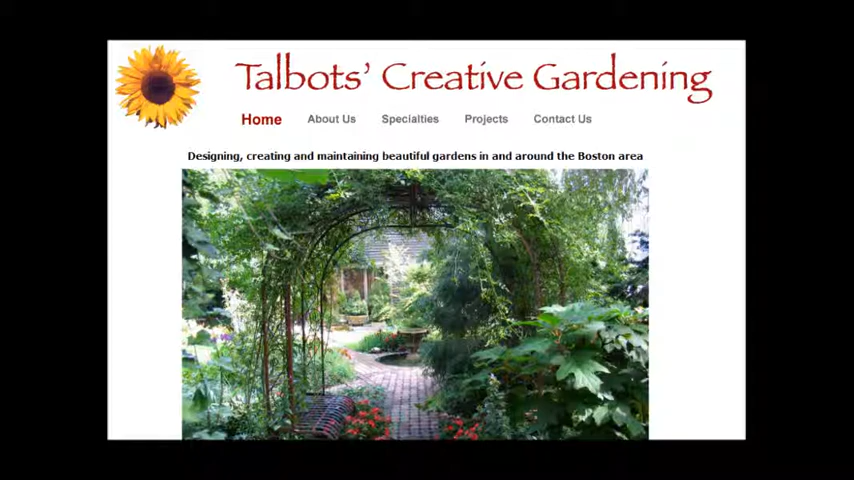 Talbots’ Creative Gardening
Home About Us Specialties Projects Contact Us
Designing, creating and maintaining beautiful gardens in and around the Boston area